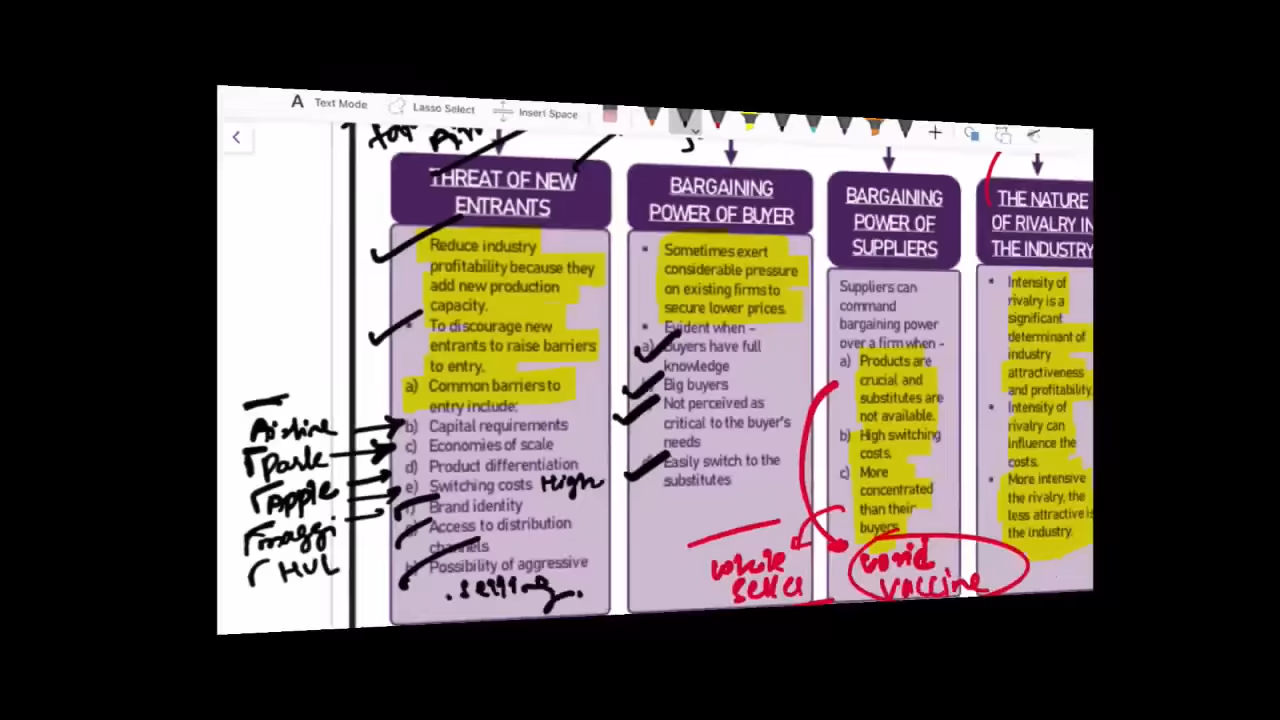 A Text Mode
Lasso Select
Insert Space
THREAT OF NEW
ENTRANTS
Reduce industry
profitability because they
add new production
capacity.
To discourage new
entrants to raise barriers
to entry.
a) Common barriers to
entry include:
b) Capital requirements
c) Economies of scale
d) Product differentiation
e) Switching costs High
f) Brand identity
g) Access to distribution
channels
h) Possibility of aggressive
Airline
Parle
Apple
maggi
HUL
BARGAINING
POWER OF BUYER
Sometimes exert
considerable pressure
on existing firms to
secure lower prices.
Evident when –
a) Buyers have full
knowledge
Big buyers
Not perceived as
critical to the buyer's
needs
Easily switch to the
substitutes
BARGAINING
POWER OF
SUPPLIERS
Suppliers can
command
bargaining power
over a firm when -
a) Products are
crucial and
substitutes are
not available.
b) High switching
costs.
c) More
concentrated
than their
buyers.
whole
covid
vaccine
THE NATURE
OF RIVALRY IN
THE INDUSTRY
Intensity of
rivalry is a
significant
determinant of
industry
attractiveness
and profitability.
Intensity of
rivalry can
influence the
costs.
More intensive
the rivalry, the
less attractive is
the industry.